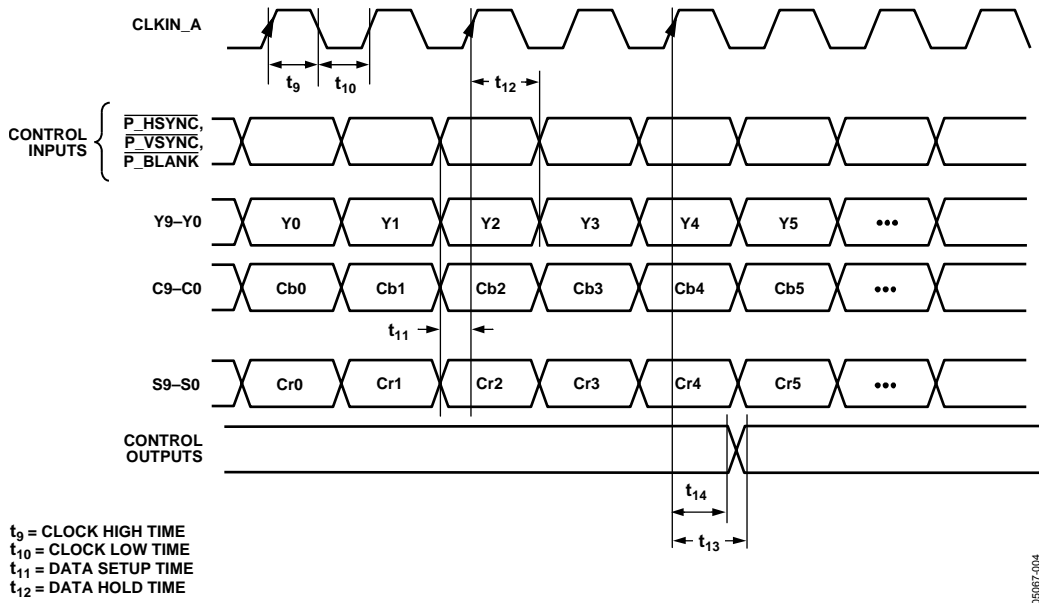 CLKIN_A
t9
t10
t12
CONTROL INPUTS
P_HSYNC,
P_VSYNC,
P_BLANK
Y9–Y0 Y0 Y1 Y2 Y3 Y4 Y5 •••
C9–C0 Cb0 Cb1 Cb2 Cb3 Cb4 Cb5 •••
t11
S9–S0 Cr0 Cr1 Cr2 Cr3 Cr4 Cr5 •••
CONTROL
OUTPUTS
t14
t13
t9 = CLOCK HIGH TIME
t10 = CLOCK LOW TIME
t11 = DATA SETUP TIME
t12 = DATA HOLD TIME
05067-004